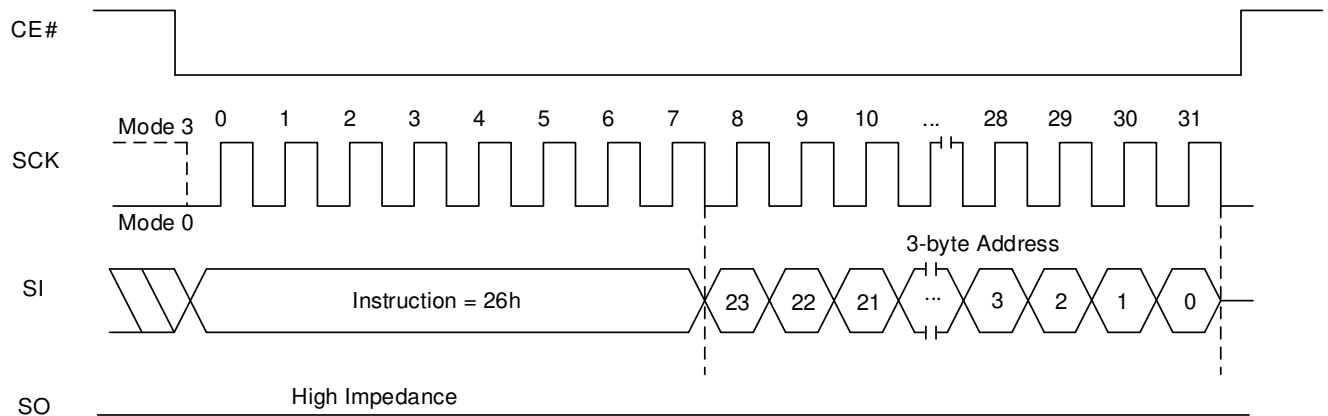 CE#
Mode 3
0 1 2 3 4 5 6 7 8 9 10 ... 28 29 30 31
SCK
Mode 0
3-byte Address
SI
Instruction = 26h
23 22 21 ... 3 2 1 0
High Impedance
SO